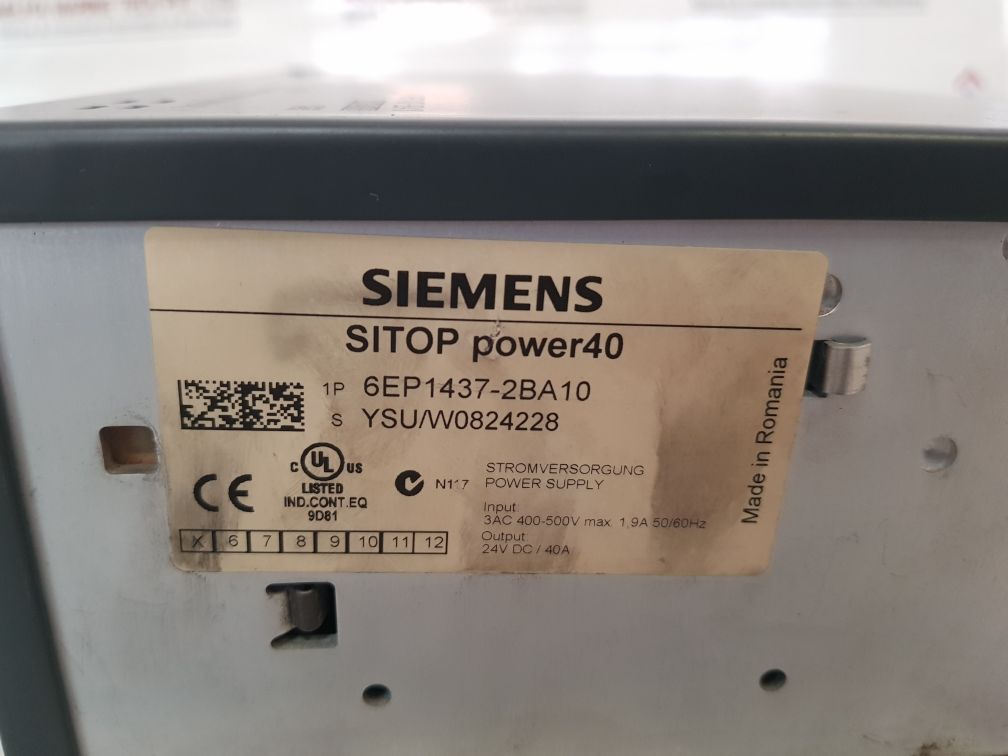 SIEMENS
SITOP power40
1P 6EP1437-2BA10
S YSU/W0824228
CE
C UL US
LISTED
IND.CONT.EQ
9D81
N117
STROMVERSORGUNG
POWER SUPPLY
Input:
3AC 400-500V max. 1,9A 50/60Hz
Output:
24V DC / 40A
X 6 7 8 9 10 11 12
Made in Romania